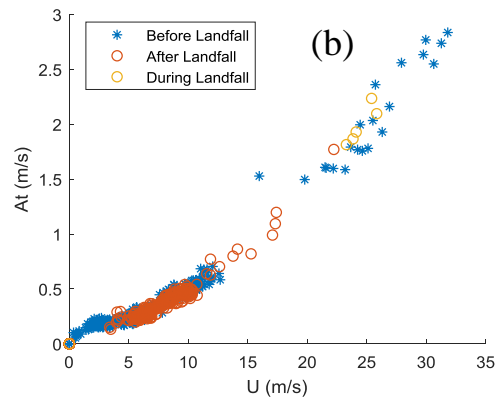 3
2.5
2
1.5
1
0.5
0
At (m/s)
Before Landfall
After Landfall
During Landfall
(b)
0 5 10 15 20 25 30 35
U (m/s)